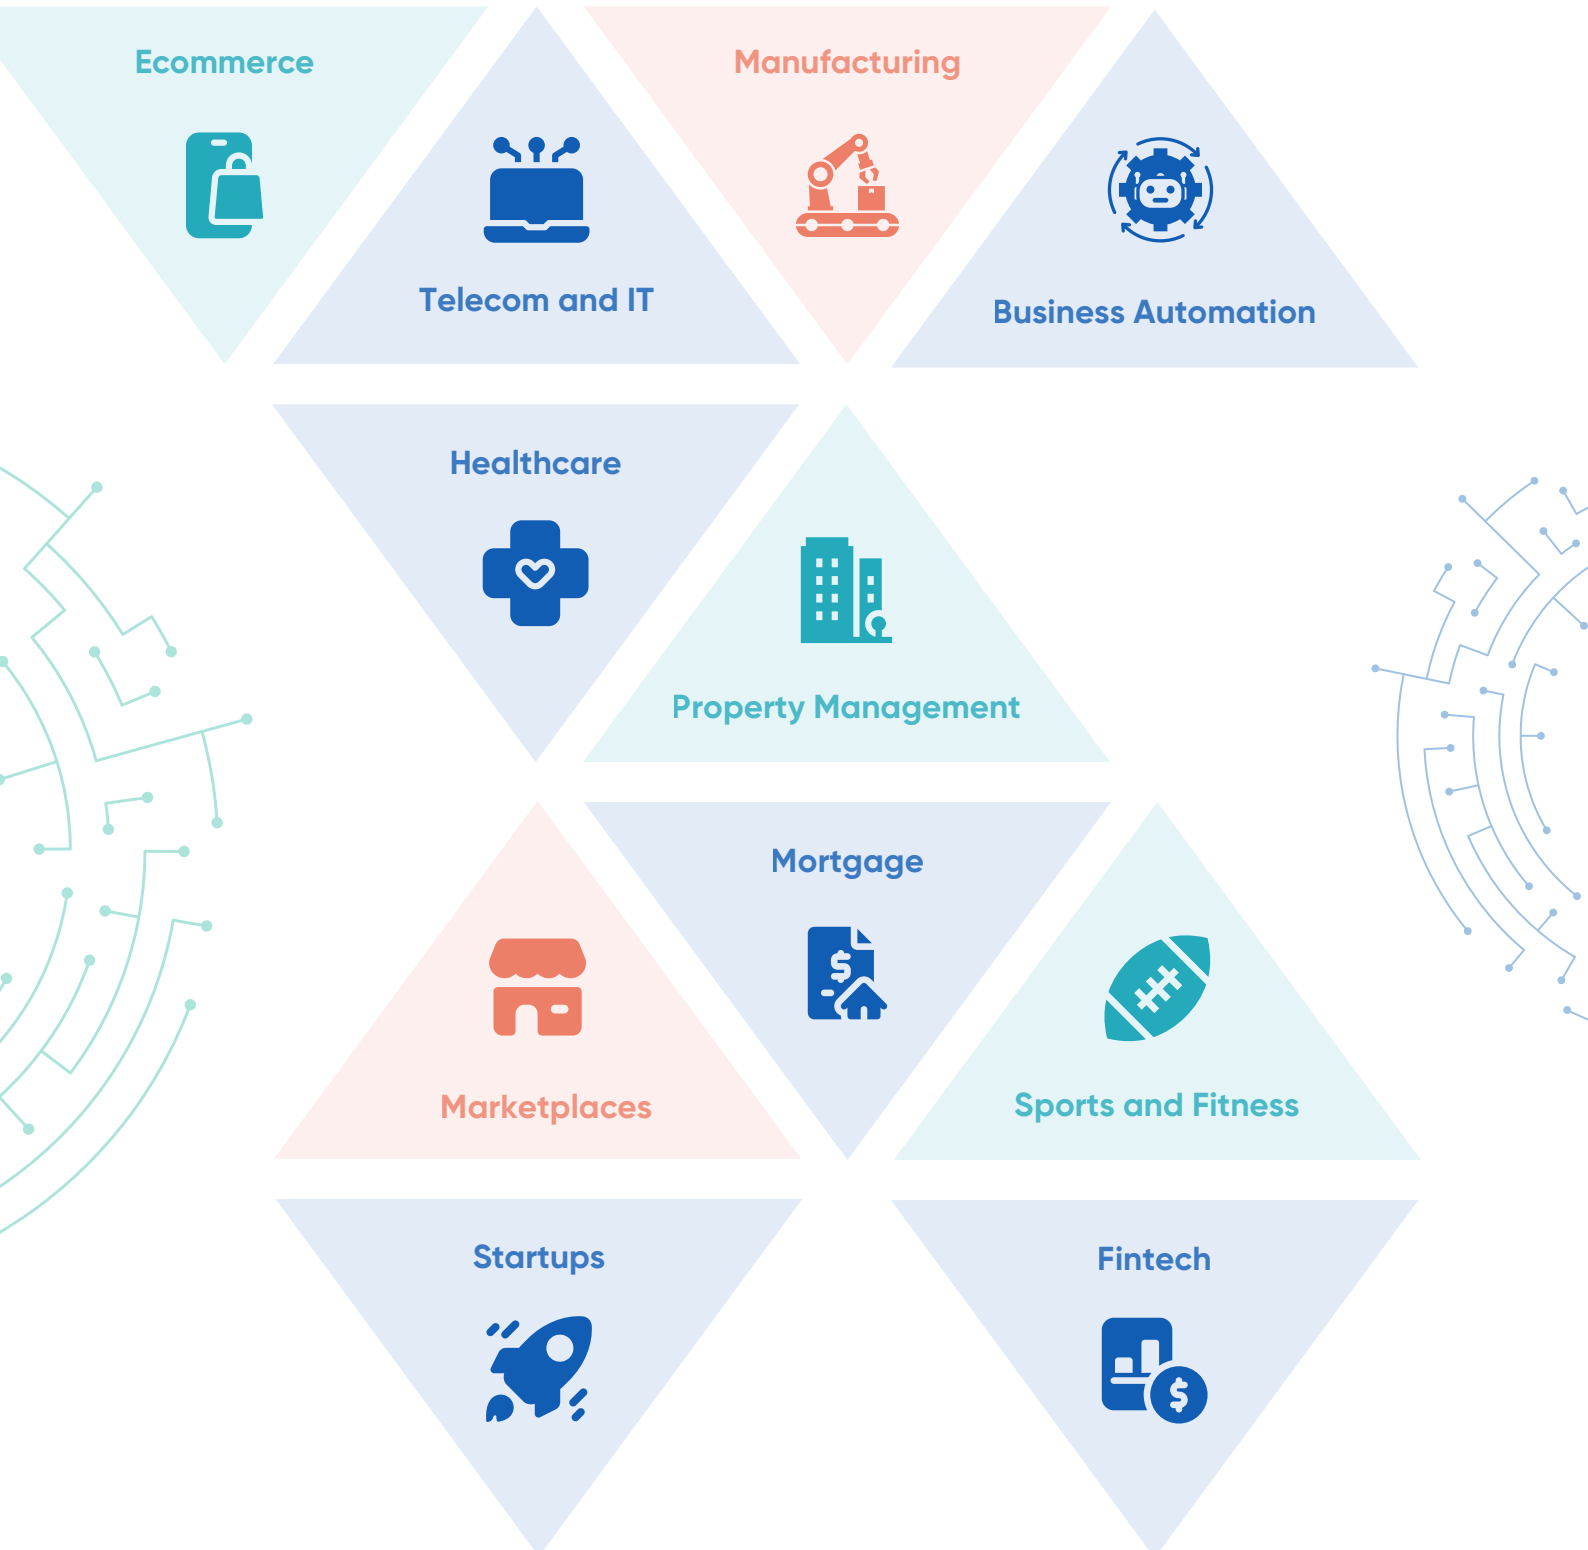 Ecommerce
Manufacturing
Telecom and IT
Business Automation
Healthcare
Property Management
Mortgage
Marketplaces
Sports and Fitness
Startups
Fintech